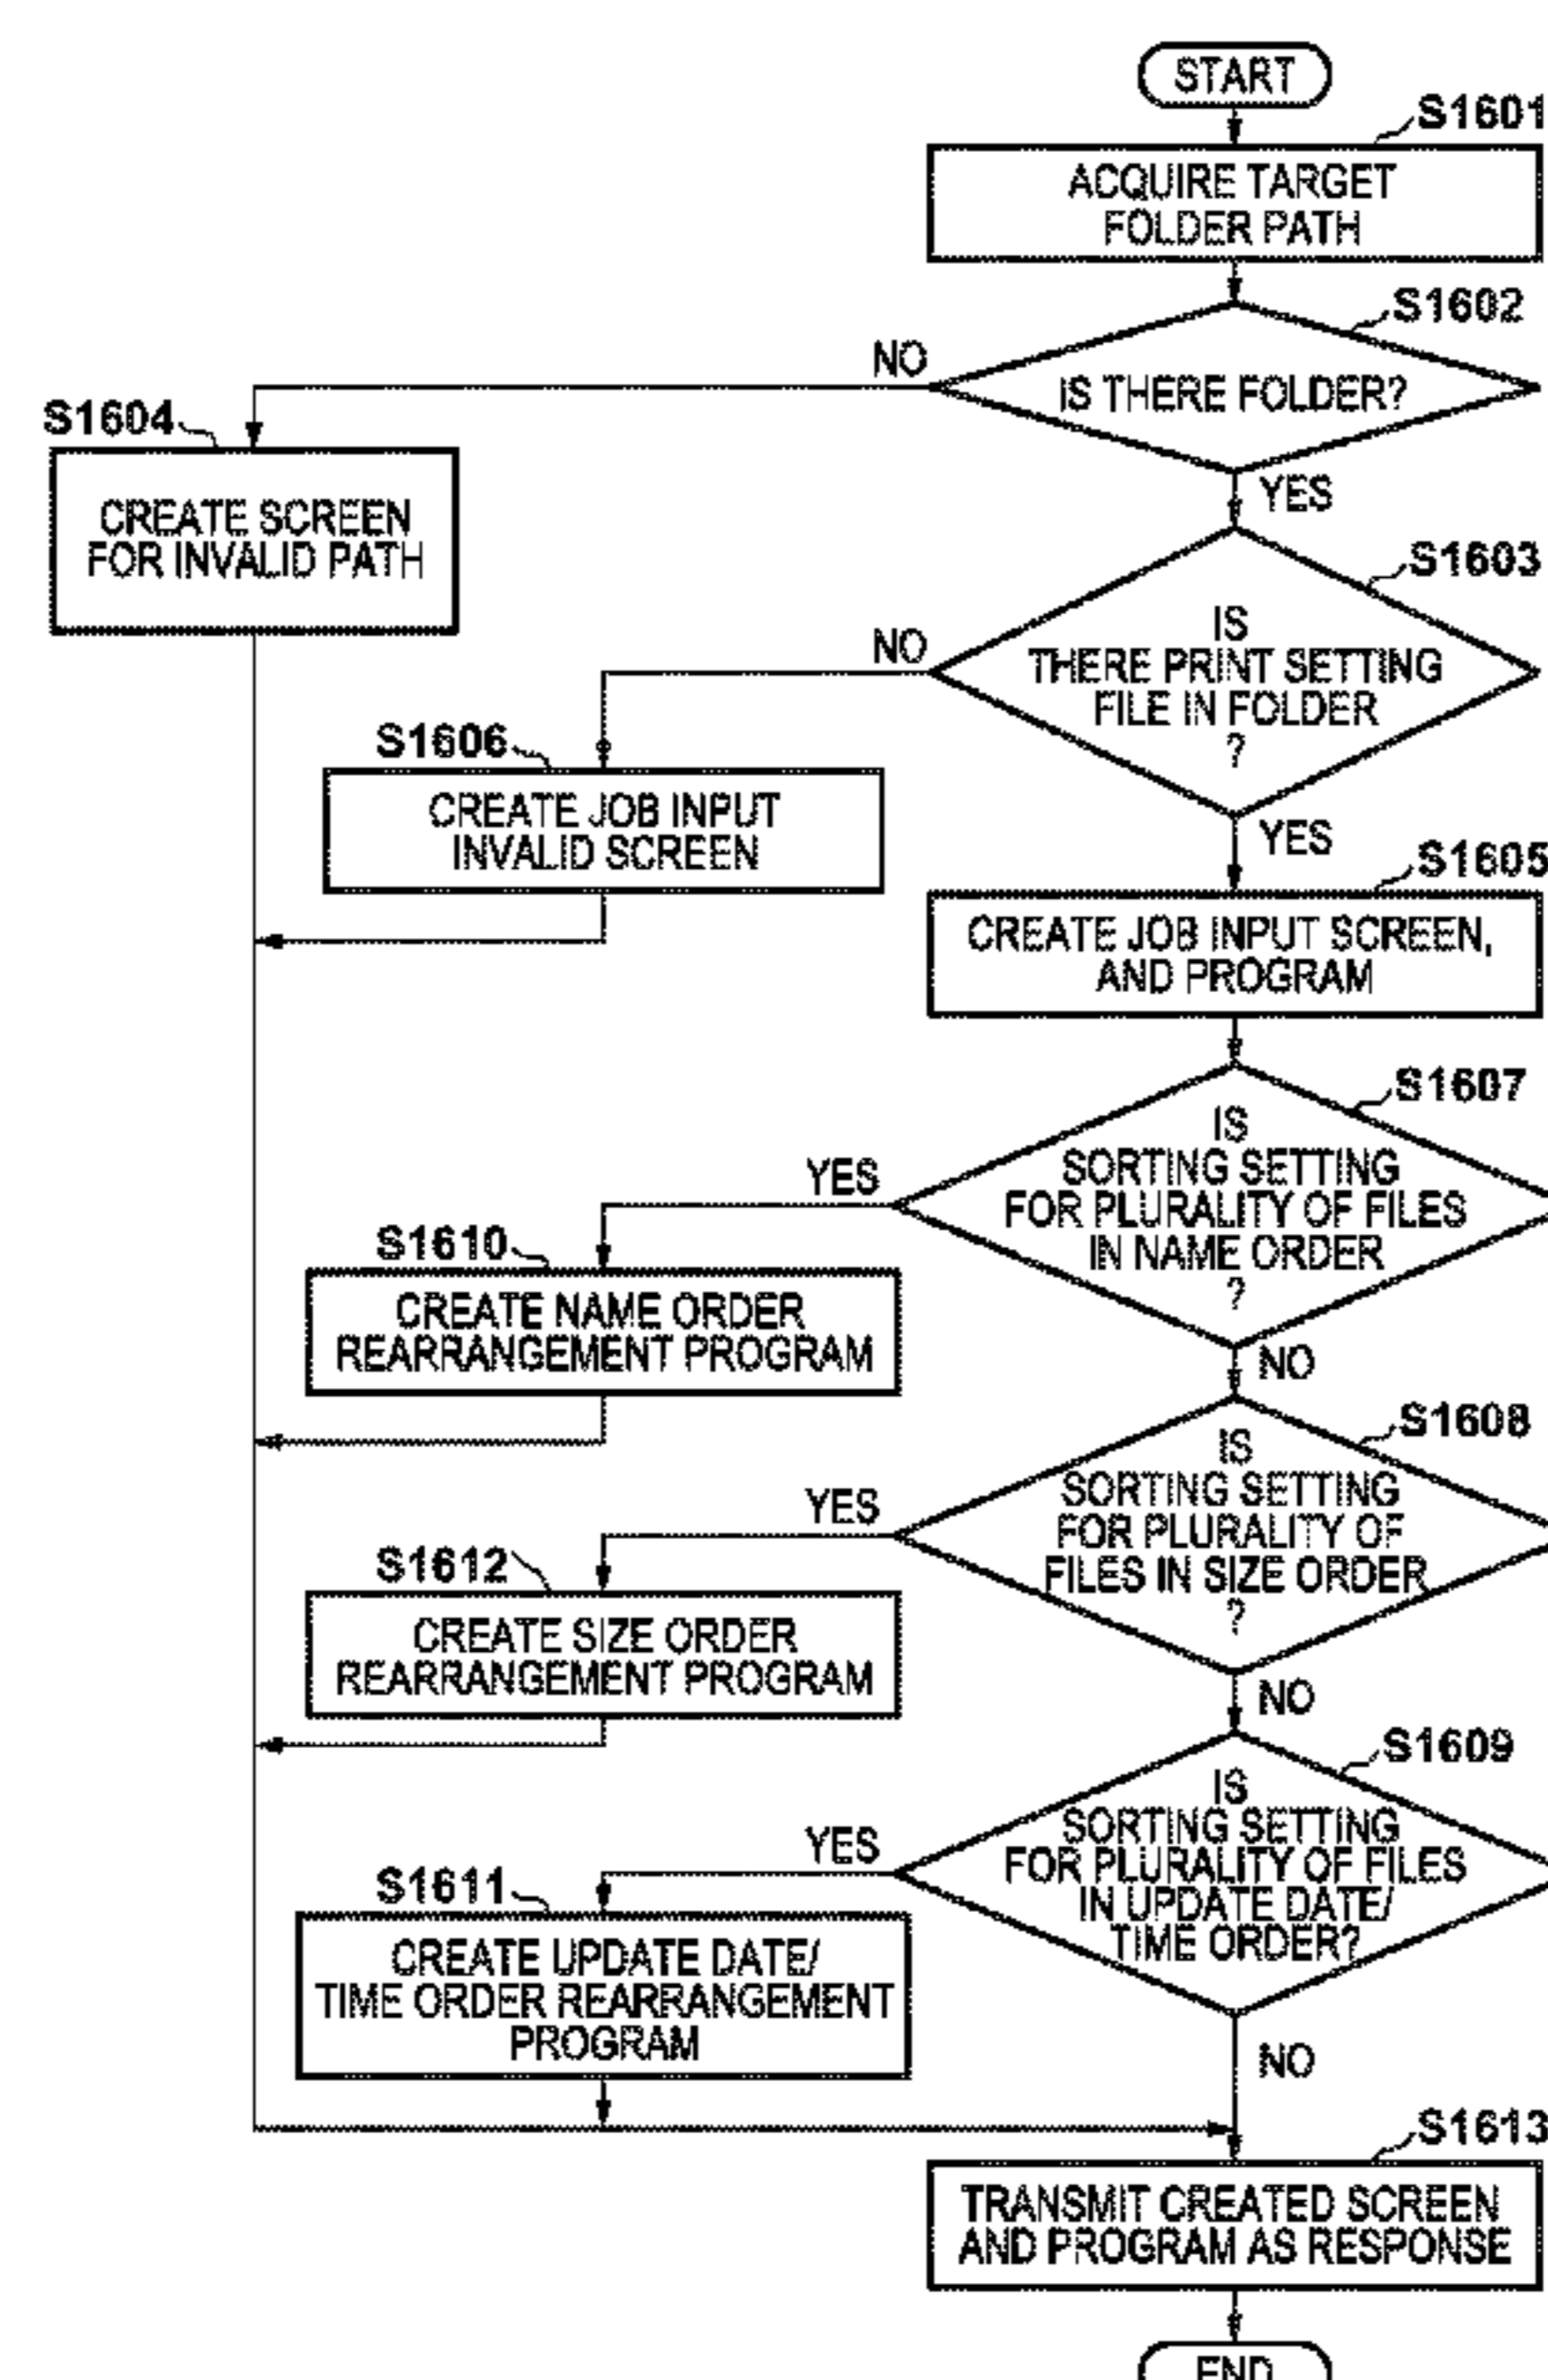 START
S1601
ACQUIRE TARGET
FOLDER PATH
S1602
IS THERE FOLDER?
NO
YES
S1604
CREATE SCREEN
FOR INVALID PATH
S1603
IS
THERE PRINT SETTING
FILE IN FOLDER
?
NO
YES
S1606
CREATE JOB INPUT
INVALID SCREEN
S1605
CREATE JOB INPUT SCREEN,
AND PROGRAM
S1607
IS
SORTING SETTING
FOR PLURALITY OF FILES
IN NAME ORDER
?
YES
NO
S1610
CREATE NAME ORDER
REARRANGEMENT PROGRAM
S1608
IS
SORTING SETTING
FOR PLURALITY OF
FILES IN SIZE ORDER
?
YES
NO
S1612
CREATE SIZE ORDER
REARRANGEMENT PROGRAM
S1609
IS
SORTING SETTING
FOR PLURALITY OF FILES
IN UPDATE DATE/
TIME ORDER?
YES
NO
S1611
CREATE UPDATE DATE/
TIME ORDER REARRANGEMENT
PROGRAM
S1613
TRANSMIT CREATED SCREEN
AND PROGRAM AS RESPONSE
END